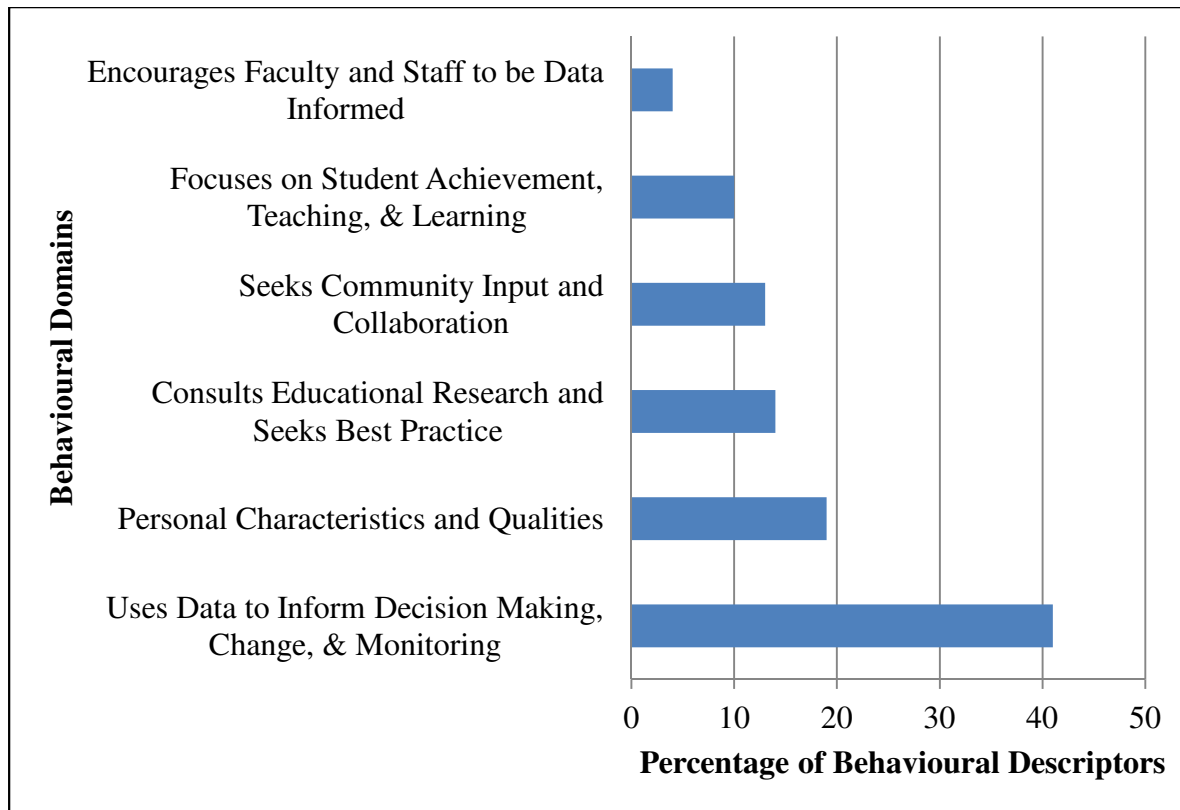 Behavioural Domains
Encourages Faculty and Staff to be Data
Informed
Focuses on Student Achievement,
Teaching, & Learning
Seeks Community Input and
Collaboration
Consults Educational Research and
Seeks Best Practice
Personal Characteristics and Qualities
Uses Data to Inform Decision Making,
Change, & Monitoring
0 10 20 30 40 50
Percentage of Behavioural Descriptors